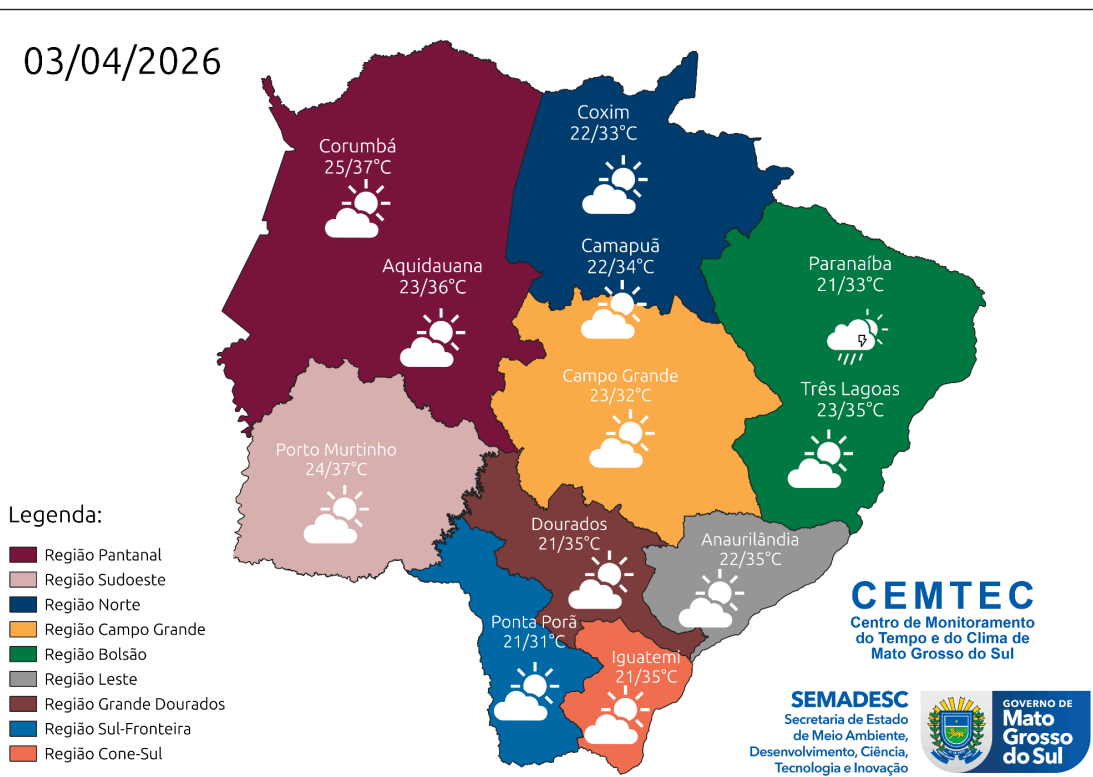 03/04/2026
Coxim
22/33°C
Corumbá
25/37°C
Camapuã
22/34°C
Aquidauana
23/36°C
Paranaíba
21/33°C
Campo Grande
23/32°C
Três Lagoas
23/35°C
Porto Murtinho
24/37°C
Dourados
21/35°C
Anaurilândia
22/35°C
Ponta Porã
21/31°C
Iguatemi
21/35°C
Legenda:
Região Pantanal
Região Sudoeste
Região Norte
Região Campo Grande
Região Bolsão
Região Leste
Região Grande Dourados
Região Sul-Fronteira
Região Cone-Sul
CEMTEC
Centro de Monitoramento
do Tempo e do Clima de
Mato Grosso do Sul
SEMADESC
Secretaria de Estado
de Meio Ambiente,
Desenvolvimento, Ciência,
Tecnologia e Inovação
GOVERNO DE
Mato
Grosso
do Sul